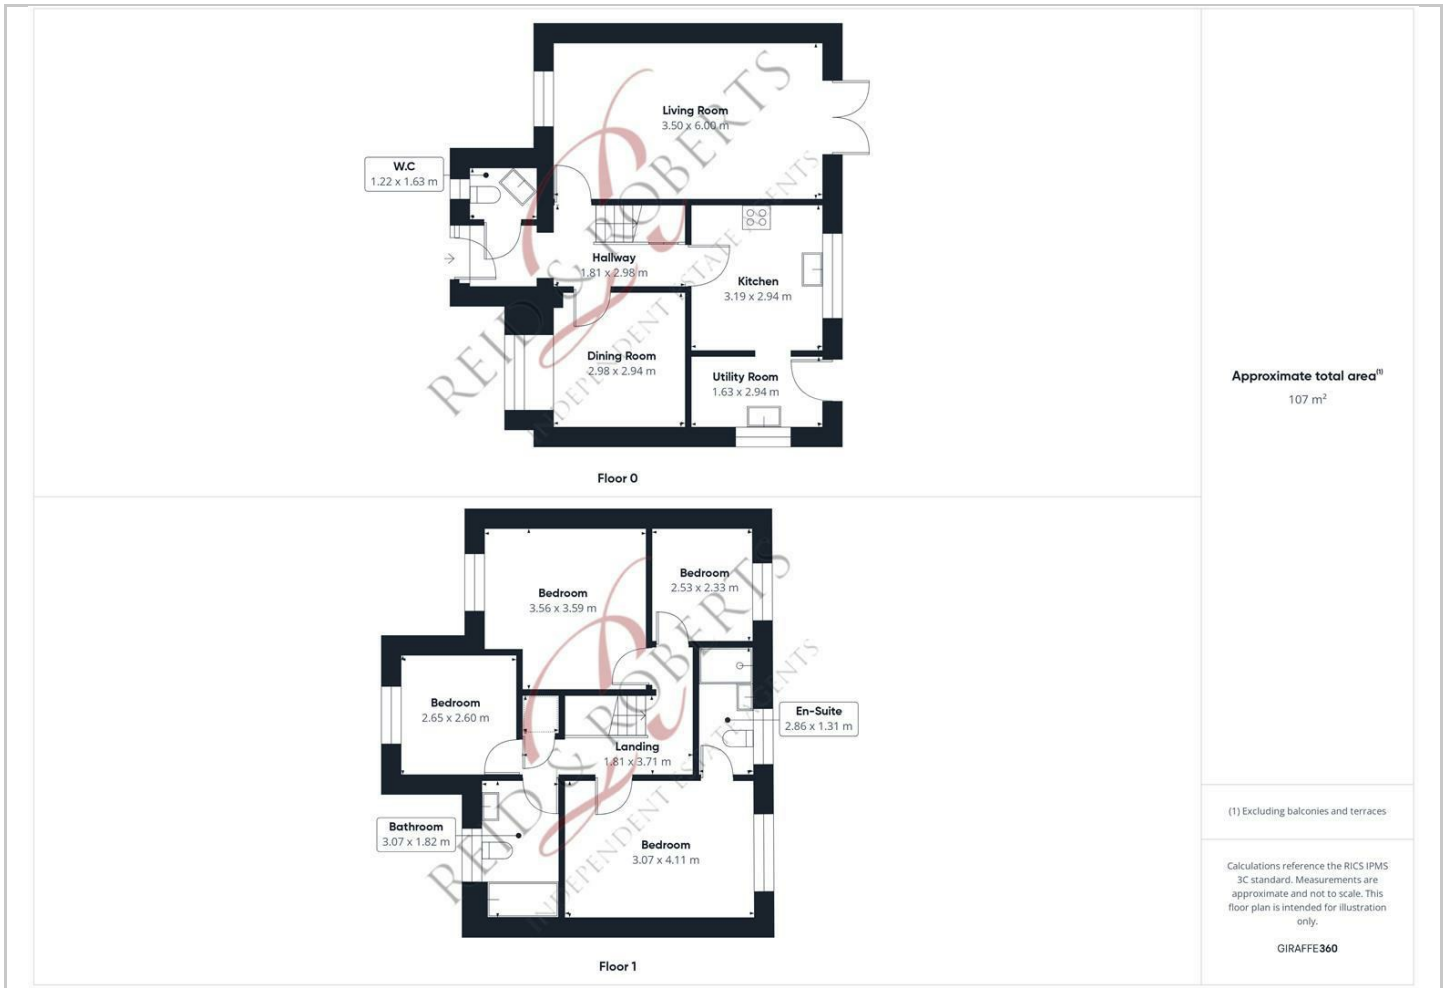 Living Room
3.50 x 6.00 m
W.C
1.22 x 1.63 m
Hallway
1.81 x 2.98 m
Kitchen
3.19 x 2.94 m
Dining Room
2.98 x 2.94 m
Utility Room
1.63 x 2.94 m
Floor 0
REID & ROBERTS
INDEPENDENT ESTATE AGENTS
Bedroom
3.56 x 3.59 m
Bedroom
2.53 x 2.33 m
Bedroom
2.65 x 2.60 m
En-Suite
2.86 x 1.31 m
Landing
1.81 x 3.71 m
Bathroom
3.07 x 1.82 m
Bedroom
3.07 x 4.11 m
Floor 1
REID & ROBERTS
INDEPENDENT ESTATE AGENTS
Approximate total area(1)
107 m²
(1) Excluding balconies and terraces
Calculations reference the RICS IPMS
3C standard. Measurements are
approximate and not to scale. This
floor plan is intended for illustration
only.
GIRAFFE360